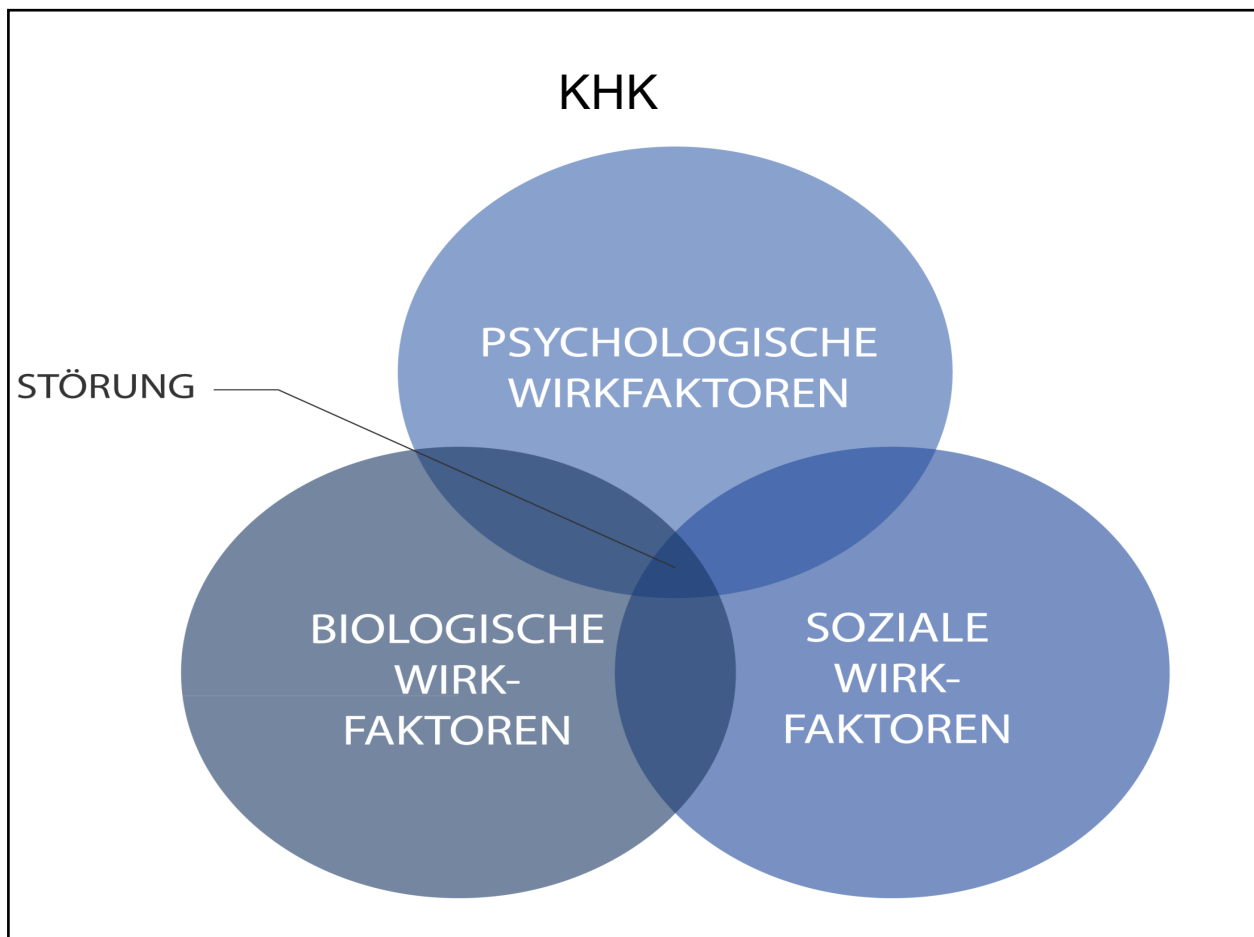 KHK
PSYCHOLOGISCHE
WIRKFAKTOREN
STÖRUNG
BIOLOGISCHE
WIRK-
FAKTOREN
SOZIALE
WIRK-
FAKTOREN